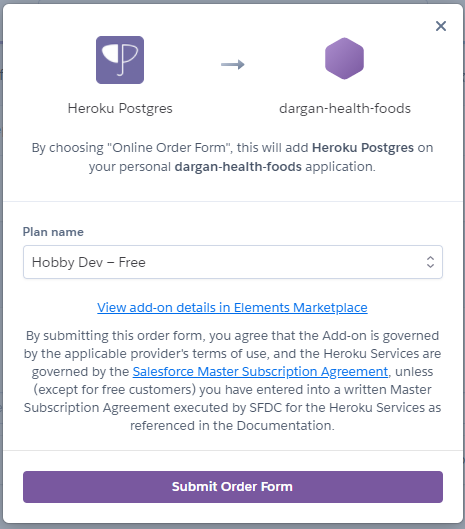 Heroku Postgres
dargan-health-foods
By choosing "Online Order Form", this will add Heroku Postgres on
your personal dargan-health-foods application.
Plan name
Hobby Dev – Free
View add-on details in Elements Marketplace
By submitting this order form, you agree that the Add-on is governed
by the applicable provider's terms of use, and the Heroku Services are
governed by the Salesforce Master Subscription Agreement, unless
(except for free customers) you have entered into a written Master
Subscription Agreement executed by SFDC for the Heroku Services as
referenced in the Documentation.
Submit Order Form